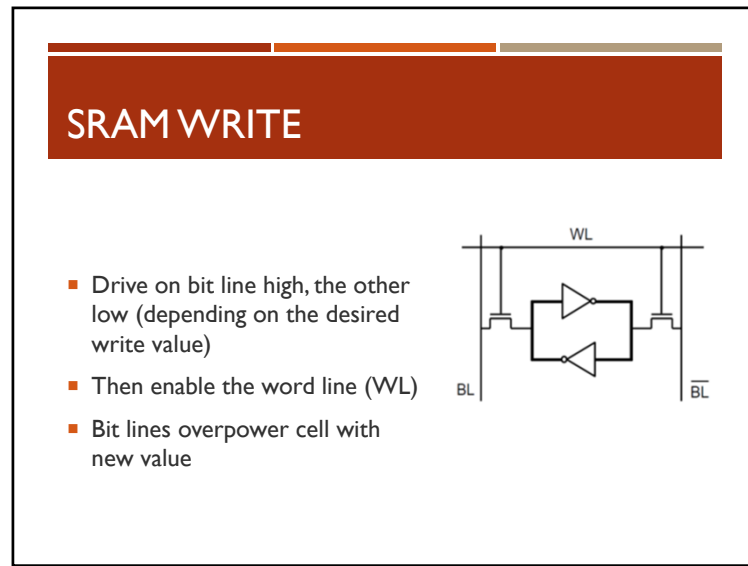 SRAM WRITE
Drive on bit line high, the other
low (depending on the desired
write value)
Then enable the word line (WL)
Bit lines overpower cell with
new value
WL
BL
B̅L̅